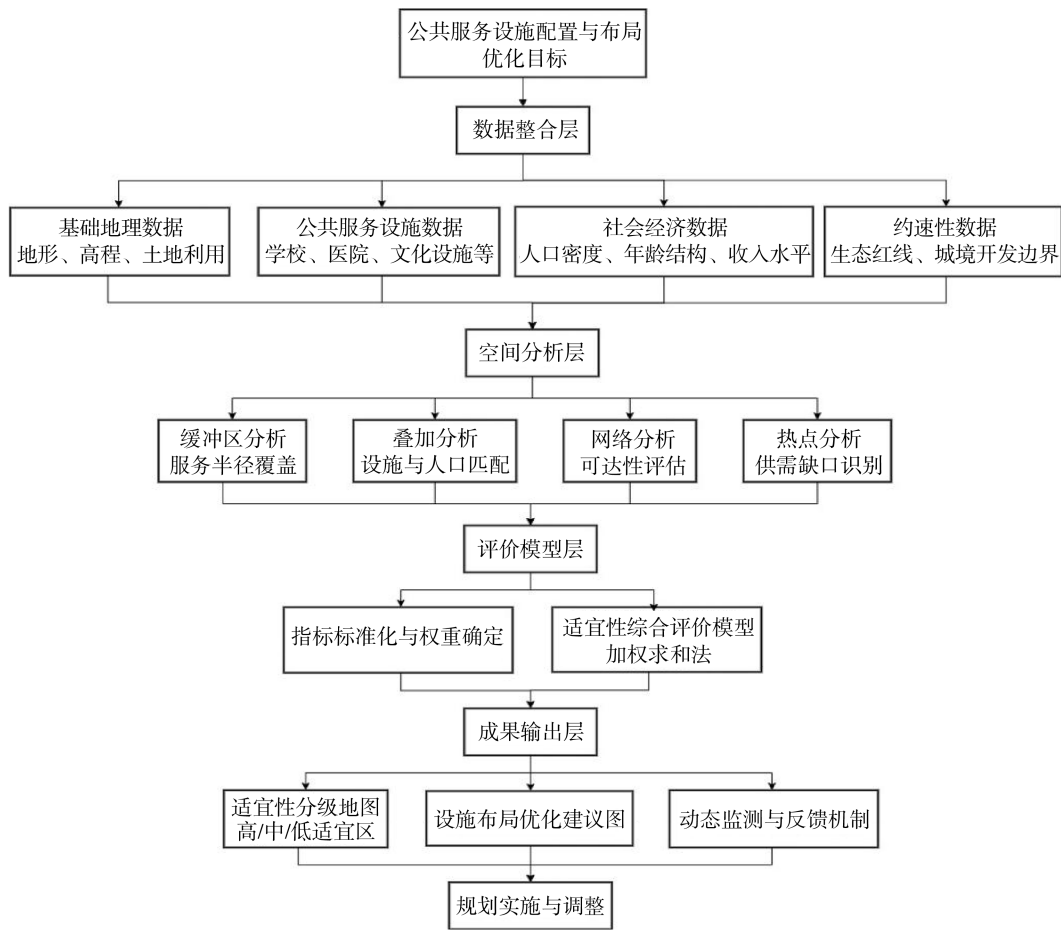 公共服务设施配置与布局
优化目标
数据整合层
基础地理数据
地形、高程、土地利用
公共服务设施数据
学校、医院、文化设施等
社会经济数据
人口密度、年龄结构、收入水平
约速性数据
生态红线、城境开发边界
空间分析层
缓冲区分析
服务半径覆盖
叠加分析
设施与人口匹配
网络分析
可达性评估
热点分析
供需缺口识别
评价模型层
指标标准化与权重确定
适宜性综合评价模型
加权求和法
成果输出层
适宜性分级地图
高/中/低适宜区
设施布局优化建议图
动态监测与反馈机制
规划实施与调整